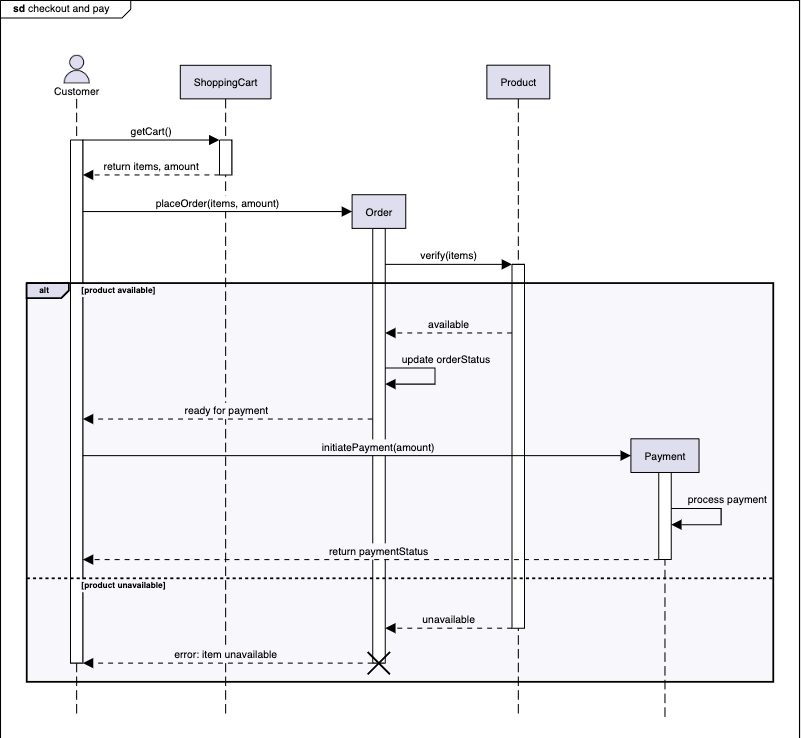 sd checkout and pay
Customer
ShoppingCart
Product
getCart()
return items, amount
placeOrder(items, amount)
Order
verify(items)
alt
[product available]
available
update orderStatus
ready for payment
initiatePayment(amount)
Payment
process payment
return paymentStatus
[product unavailable]
unavailable
error: item unavailable